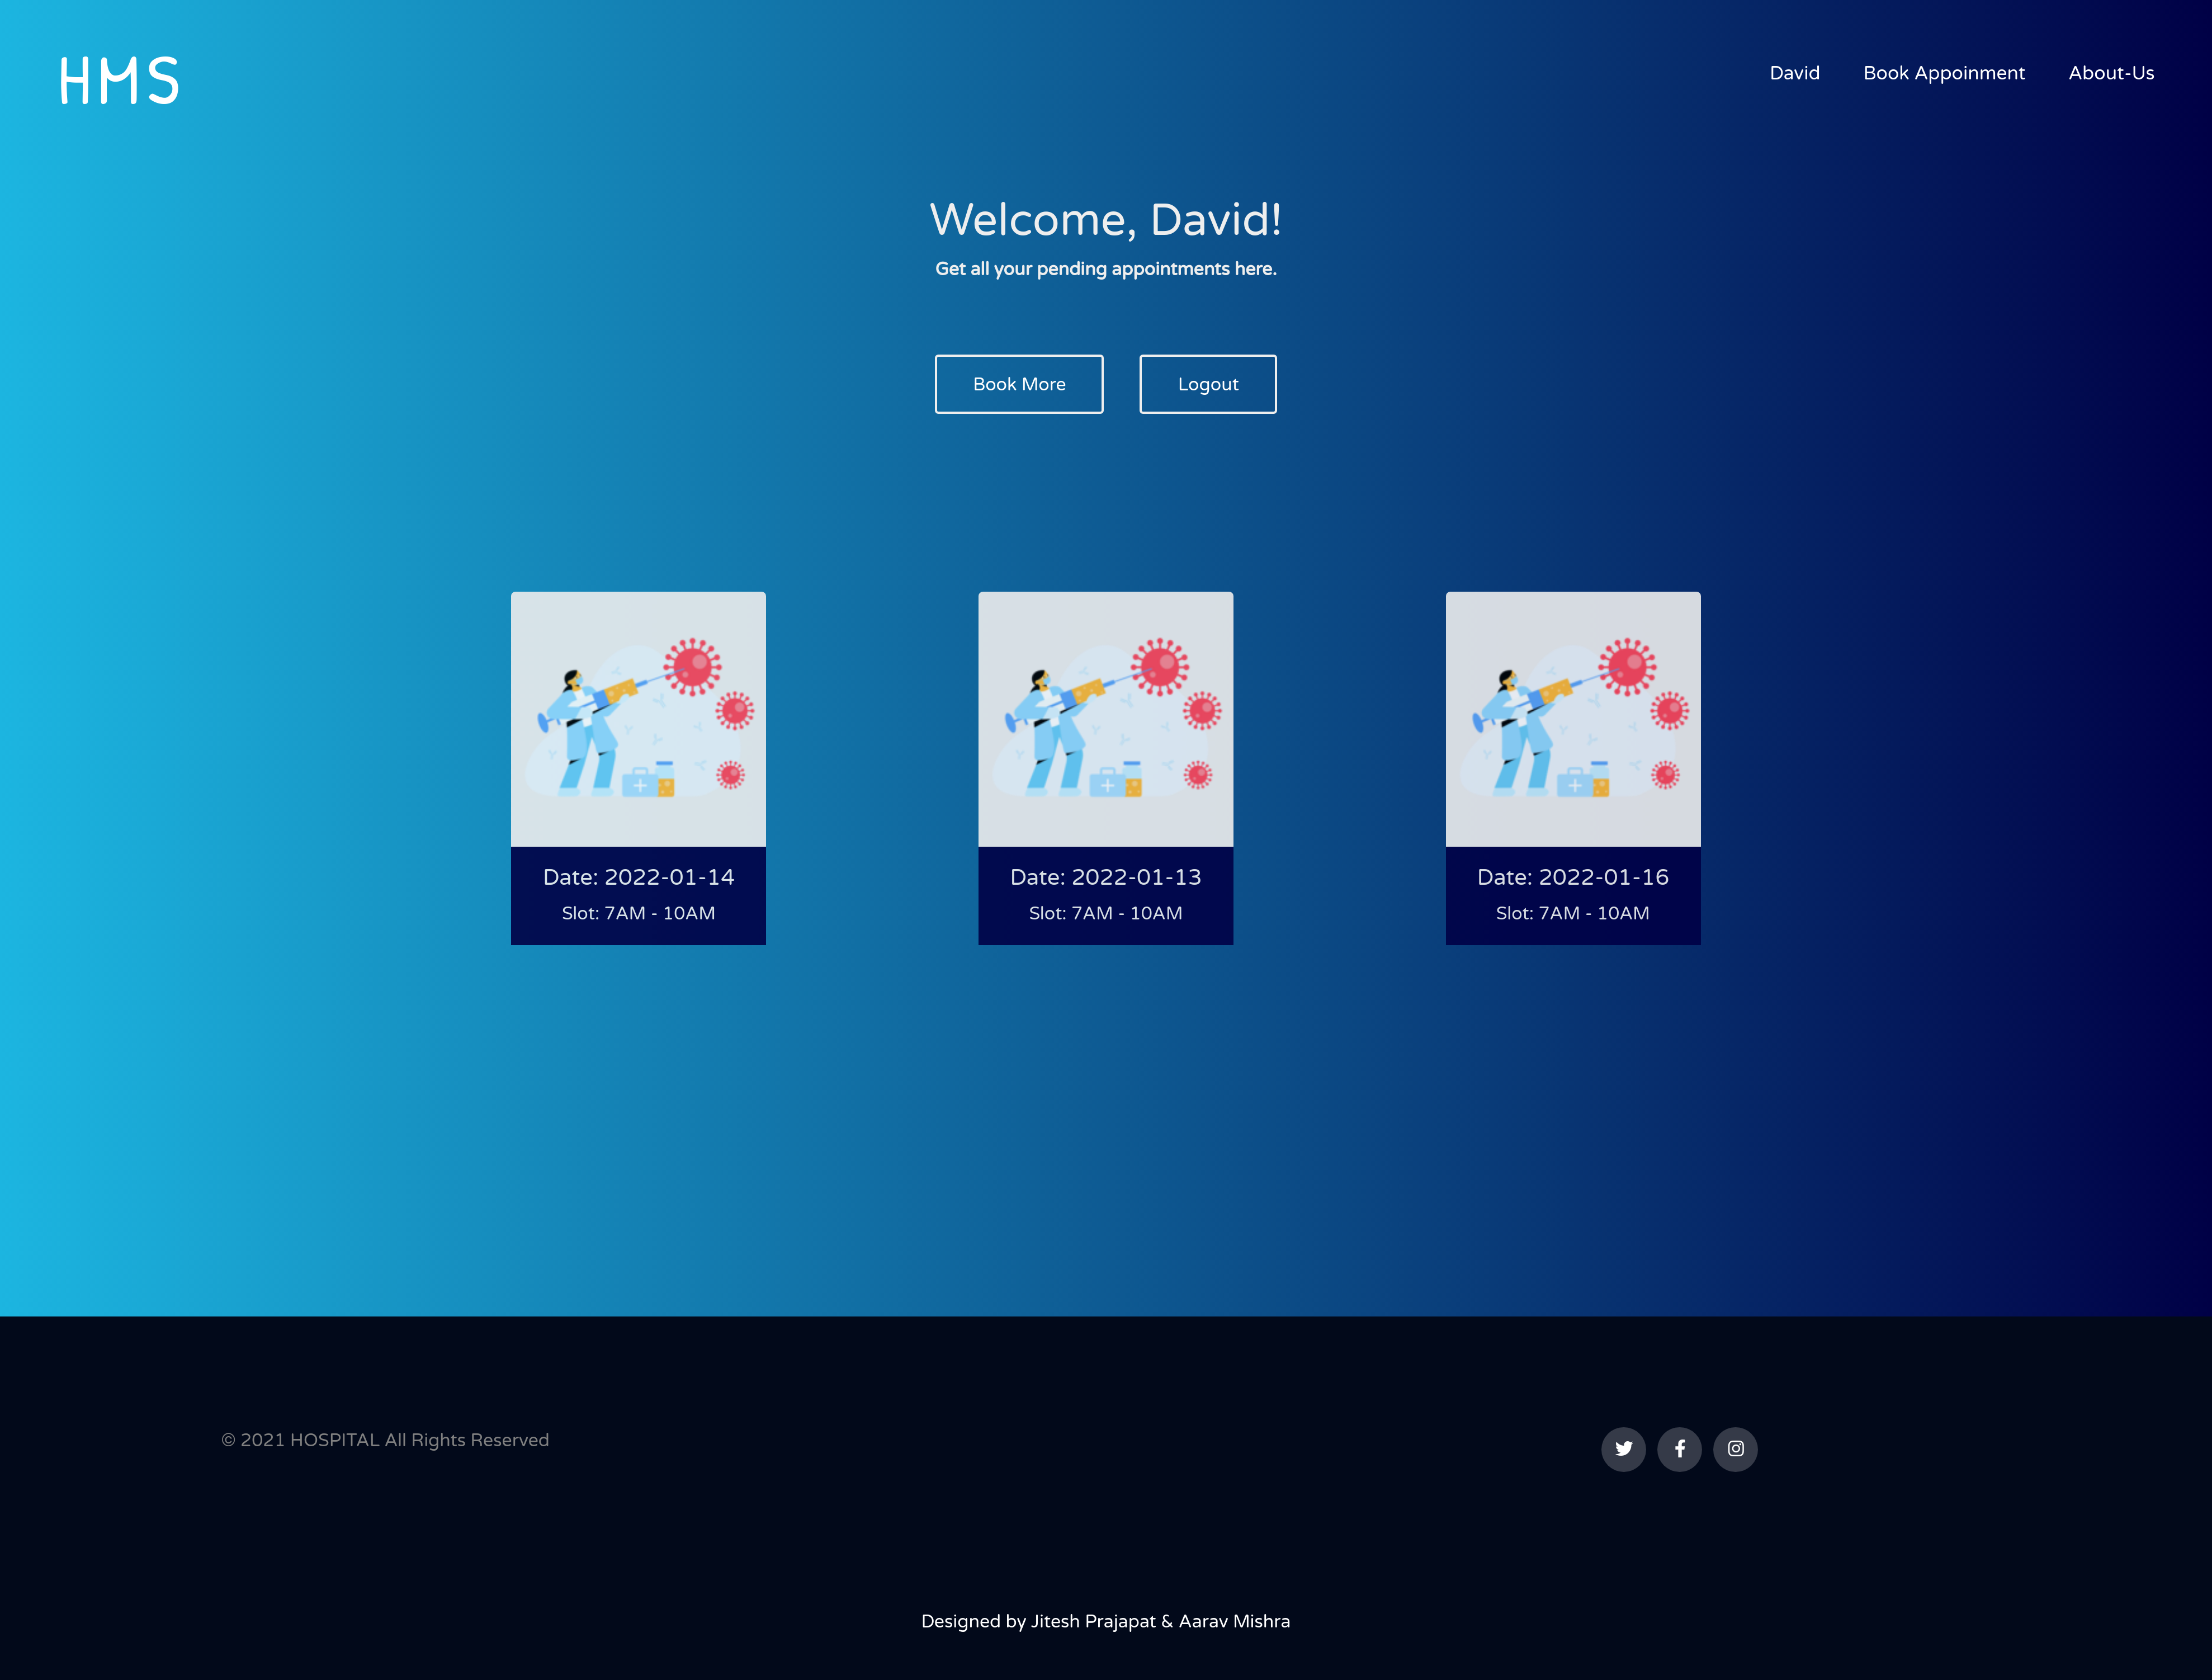 HMS
David
Book Appoinment
About-Us
Welcome, David!
Get all your pending appointments here.
Book More
Logout
Date: 2022-01-14
Slot: 7AM - 10AM
Date: 2022-01-13
Slot: 7AM - 10AM
Date: 2022-01-16
Slot: 7AM - 10AM
© 2021 HOSPITAL All Rights Reserved
Designed by Jitesh Prajapat & Aarav Mishra